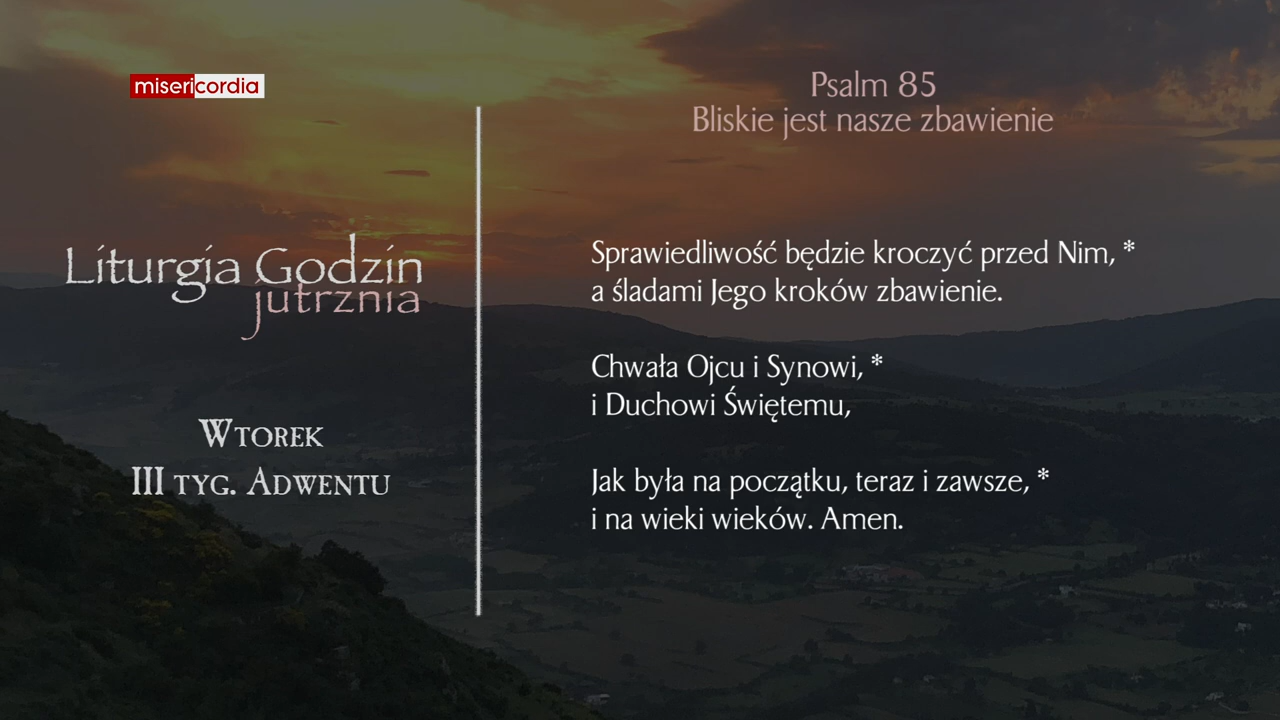 misericordia
Liturgia Godzin
jutrznia
Wtorek
III tyg. Adwentu
Psalm 85
Bliskie jest nasze zbawienie
Sprawiedliwość będzie kroczyć przed Nim, *
a śladami Jego kroków zbawienie.
Chwała Ojcu i Synowi, *
i Duchowi Świętemu,
Jak była na początku, teraz i zawsze, *
i na wieki wieków. Amen.